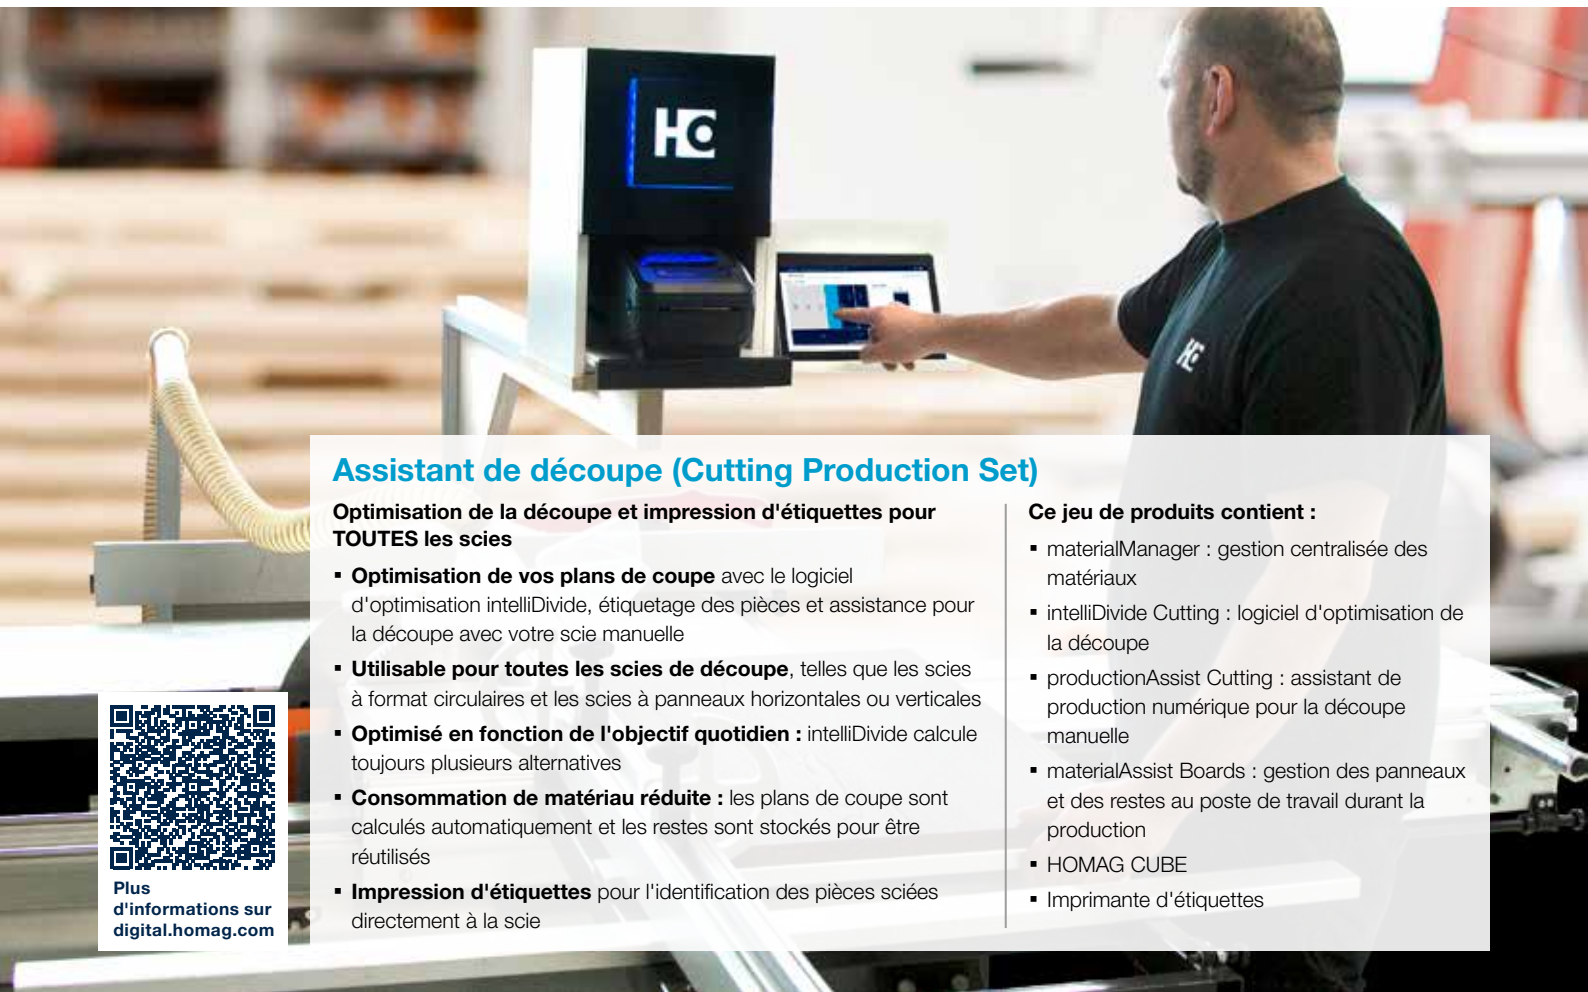 HC
HC
Assistant de découpe (Cutting Production Set)
Optimisation de la découpe et impression d'étiquettes pour
TOUTES les scies
▪ Optimisation de vos plans de coupe avec le logiciel
d'optimisation intelliDivide, étiquetage des pièces et assistance pour
la découpe avec votre scie manuelle
▪ Utilisable pour toutes les scies de découpe, telles que les scies
à format circulaires et les scies à panneaux horizontales ou verticales
▪ Optimisé en fonction de l'objectif quotidien : intelliDivide calcule
toujours plusieurs alternatives
▪ Consommation de matériau réduite : les plans de coupe sont
calculés automatiquement et les restes sont stockés pour être
réutilisés
▪ Impression d'étiquettes pour l'identification des pièces sciées
directement à la scie
Ce jeu de produits contient :
▪ materialManager : gestion centralisée des
matériaux
▪ intelliDivide Cutting : logiciel d'optimisation de
la découpe
▪ productionAssist Cutting : assistant de
production numérique pour la découpe
manuelle
▪ materialAssist Boards : gestion des panneaux
et des restes au poste de travail durant la
production
▪ HOMAG CUBE
▪ Imprimante d'étiquettes
Plus
d'informations sur
digital.homag.com